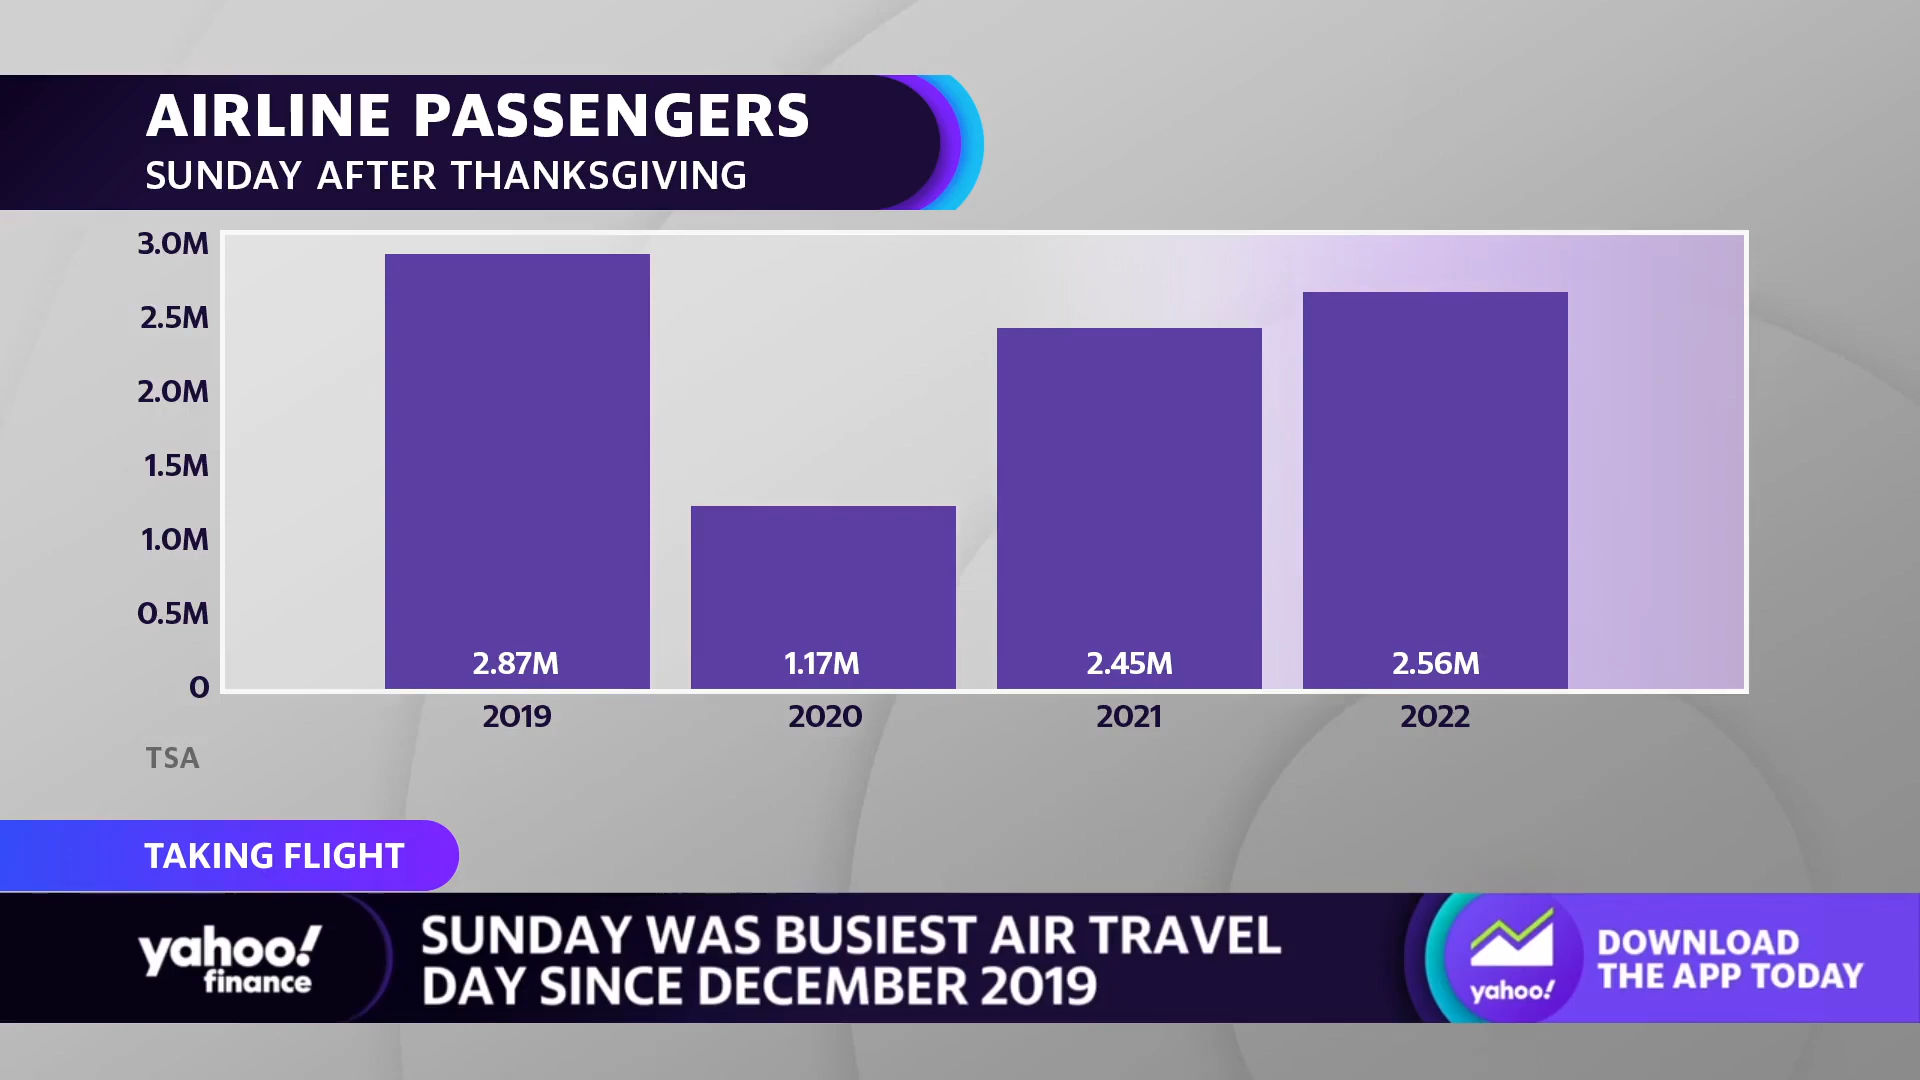 AIRLINE PASSENGERS
SUNDAY AFTER THANKSGIVING
3.0M
2.5M
2.0M
1.5M
1.0M
0.5M
0
2.87M
1.17M
2.45M
2.56M
2019
2020
2021
2022
TSA
TAKING FLIGHT
yahoo!
finance
SUNDAY WAS BUSIEST AIR TRAVEL
DAY SINCE DECEMBER 2019
yahoo!
DOWNLOAD
THE APP TODAY